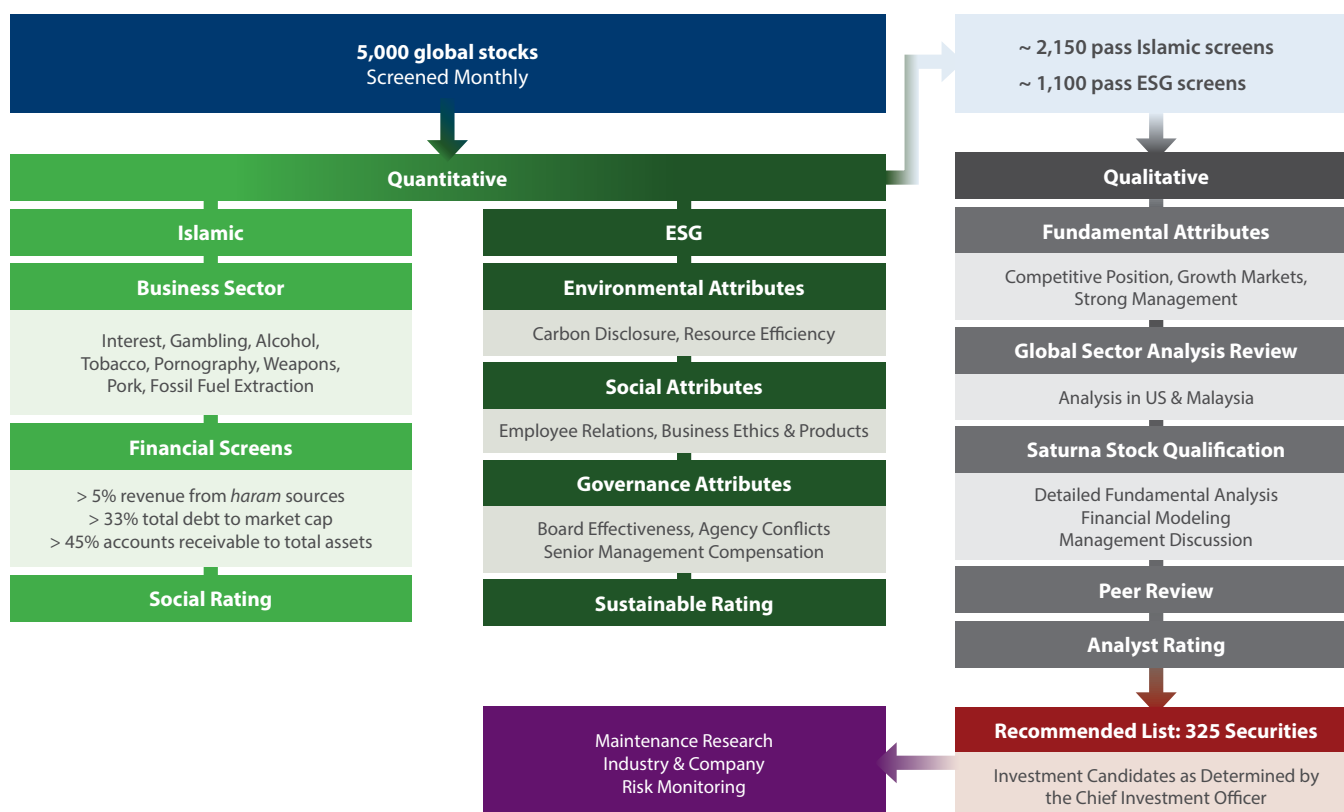 5,000 global stocks
Screened Monthly
~ 2,150 pass Islamic screens
~ 1,100 pass ESG screens
Quantitative
Islamic
Business Sector
Interest, Gambling, Alcohol,
Tobacco, Pornography, Weapons,
Pork, Fossil Fuel Extraction
Financial Screens
> 5% revenue from haram sources
> 33% total debt to market cap
> 45% accounts receivable to total assets
Social Rating
ESG
Environmental Attributes
Carbon Disclosure, Resource Efficiency
Social Attributes
Employee Relations, Business Ethics & Products
Governance Attributes
Board Effectiveness, Agency Conflicts
Senior Management Compensation
Sustainable Rating
Qualitative
Fundamental Attributes
Competitive Position, Growth Markets,
Strong Management
Global Sector Analysis Review
Analysis in US & Malaysia
Saturna Stock Qualification
Detailed Fundamental Analysis
Financial Modeling
Management Discussion
Peer Review
Analyst Rating
Recommended List: 325 Securities
Investment Candidates as Determined by
the Chief Investment Officer
Maintenance Research
Industry & Company
Risk Monitoring